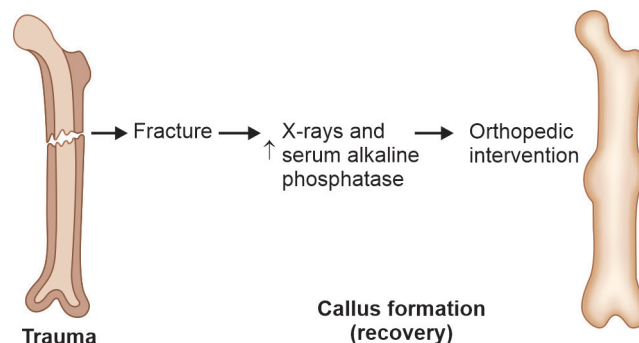 Fracture
X-rays and
↑ serum alkaline
phosphatase
Orthopedic
intervention
Callus formation
(recovery)
Trauma